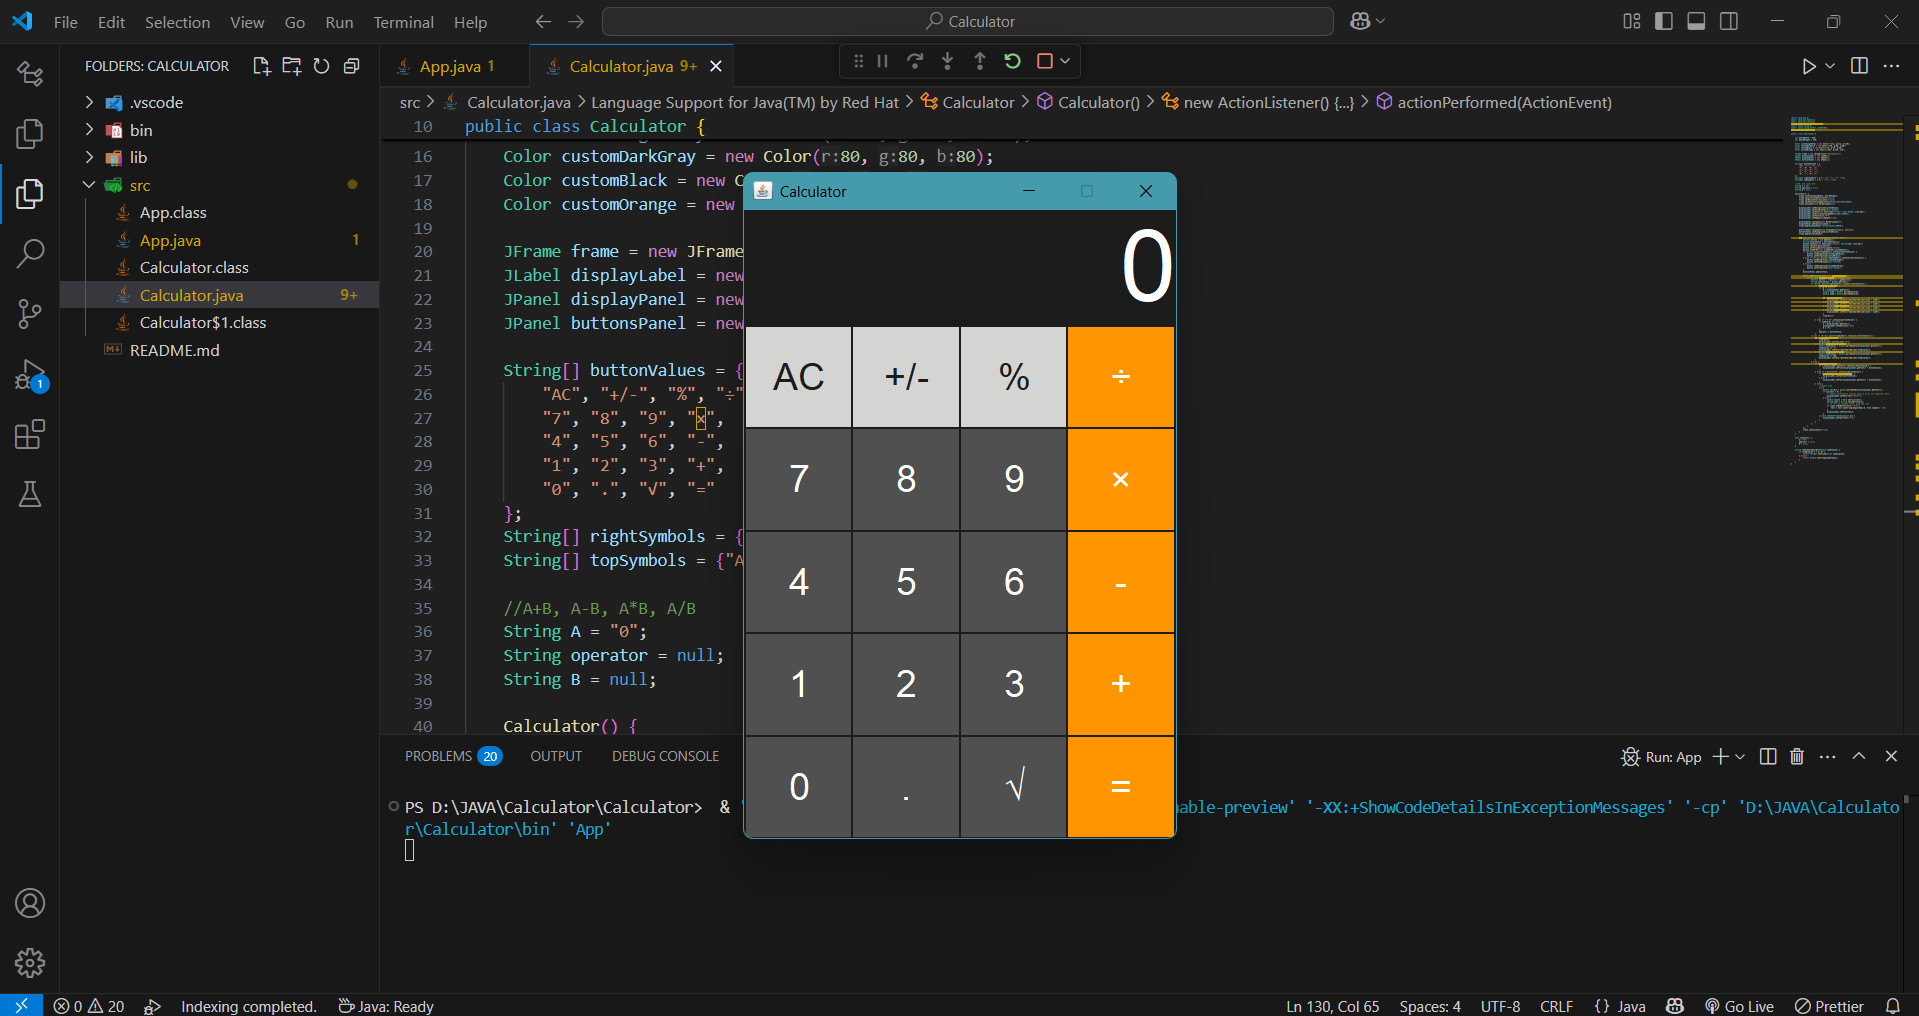 File Edit Selection View Go Run Terminal Help
Calculator
FOLDERS: CALCULATOR
.vscode
bin
lib
src
App.class
App.java 1
Calculator.class
Calculator.java 9+
Calculator$1.class
README.md
1
App.java 1
Calculator.java 9+
src > Calculator.java > Language Support for Java(TM) by Red Hat > Calculator > Calculator() > new ActionListener() {...} > actionPerformed(ActionEvent)
10 public class Calculator {
16 Color customDarkGray = new Color(r:80, g:80, b:80);
17 Color customBlack = new C
18 Color customOrange = new
19
20 JFrame frame = new JFrame
21 JLabel displayLabel = new
22 JPanel displayPanel = new
23 JPanel buttonsPanel = new
24
25 String[] buttonValues = {
26 "AC", "+/-", "%", "÷"
27 "7", "8", "9", "×",
28 "4", "5", "6", "-",
29 "1", "2", "3", "+",
30 "0", ".", "√", "="
31 };
32 String[] rightSymbols = {
33 String[] topSymbols = {"A
34
35 //A+B, A-B, A*B, A/B
36 String A = "0";
37 String operator = null;
38 String B = null;
39
40 Calculator() {
Calculator
0
AC +/- % ÷
7 8 9 ×
4 5 6 -
1 2 3 +
0 . √ =
PROBLEMS 20 OUTPUT DEBUG CONSOLE
Run: App
PS D:\JAVA\Calculator\Calculator> & '
nable-preview' '-XX:+ShowCodeDetailsInExceptionMessages' '-cp' 'D:\JAVA\Calculato
r\Calculator\bin' 'App'
0 20 Indexing completed. Java: Ready
Ln 130, Col 65 Spaces: 4 UTF-8 CRLF {} Java Go Live Prettier